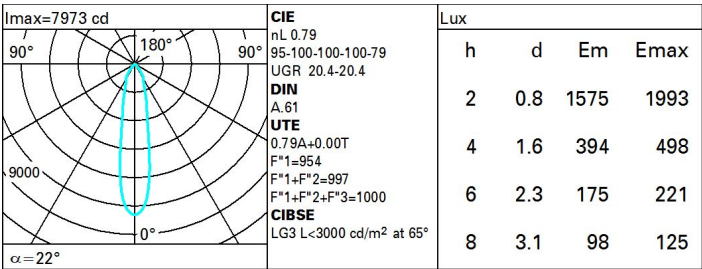 Imax=7973 cd
90°
180°
90°
9000
0°
α=22°
CIE
nL 0.79
95-100-100-100-79
UGR 20.4-20.4
DIN
A.61
UTE
0.79A+0.00T
F"1=954
F"1+F"2=997
F"1+F"2+F"3=1000
CIBSE
LG3 L<3000 cd/m² at 65°
Lux
h d Em Emax
2 0.8 1575 1993
4 1.6 394 498
6 2.3 175 221
8 3.1 98 125